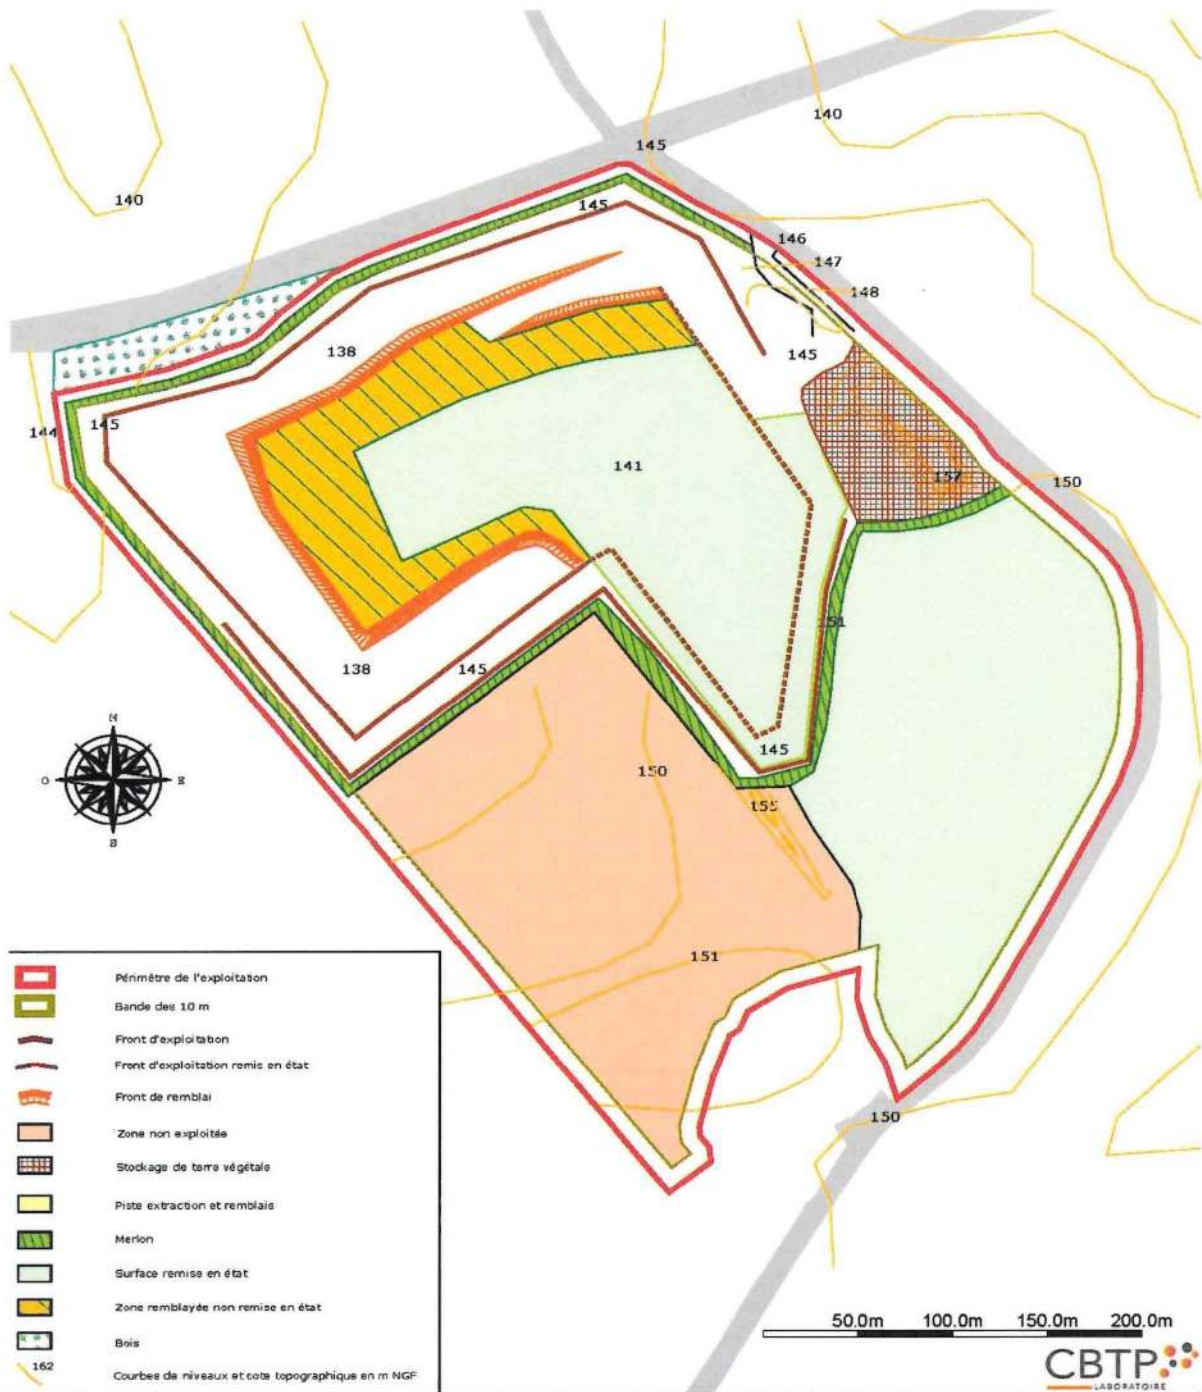 140
145
140
145
146
147
148
138
145
144
145
141
157
150
151
138
145
145
150
155
151
150
N
O
E
S
Périmètre de l'exploitation
Bande des 10 m
Front d'exploitation
Front d'exploitation remis en état
Front de remblai
Zone non exploitée
Stockage de terre végétale
Piste extraction et remblais
Merlon
Surface remise en état
Zone remblayée non remise en état
Bois
162
Courbes de niveaux et cote topographique en m NGF
50.0m 100.0m 150.0m 200.0m
CBTP
LABORATOIRE